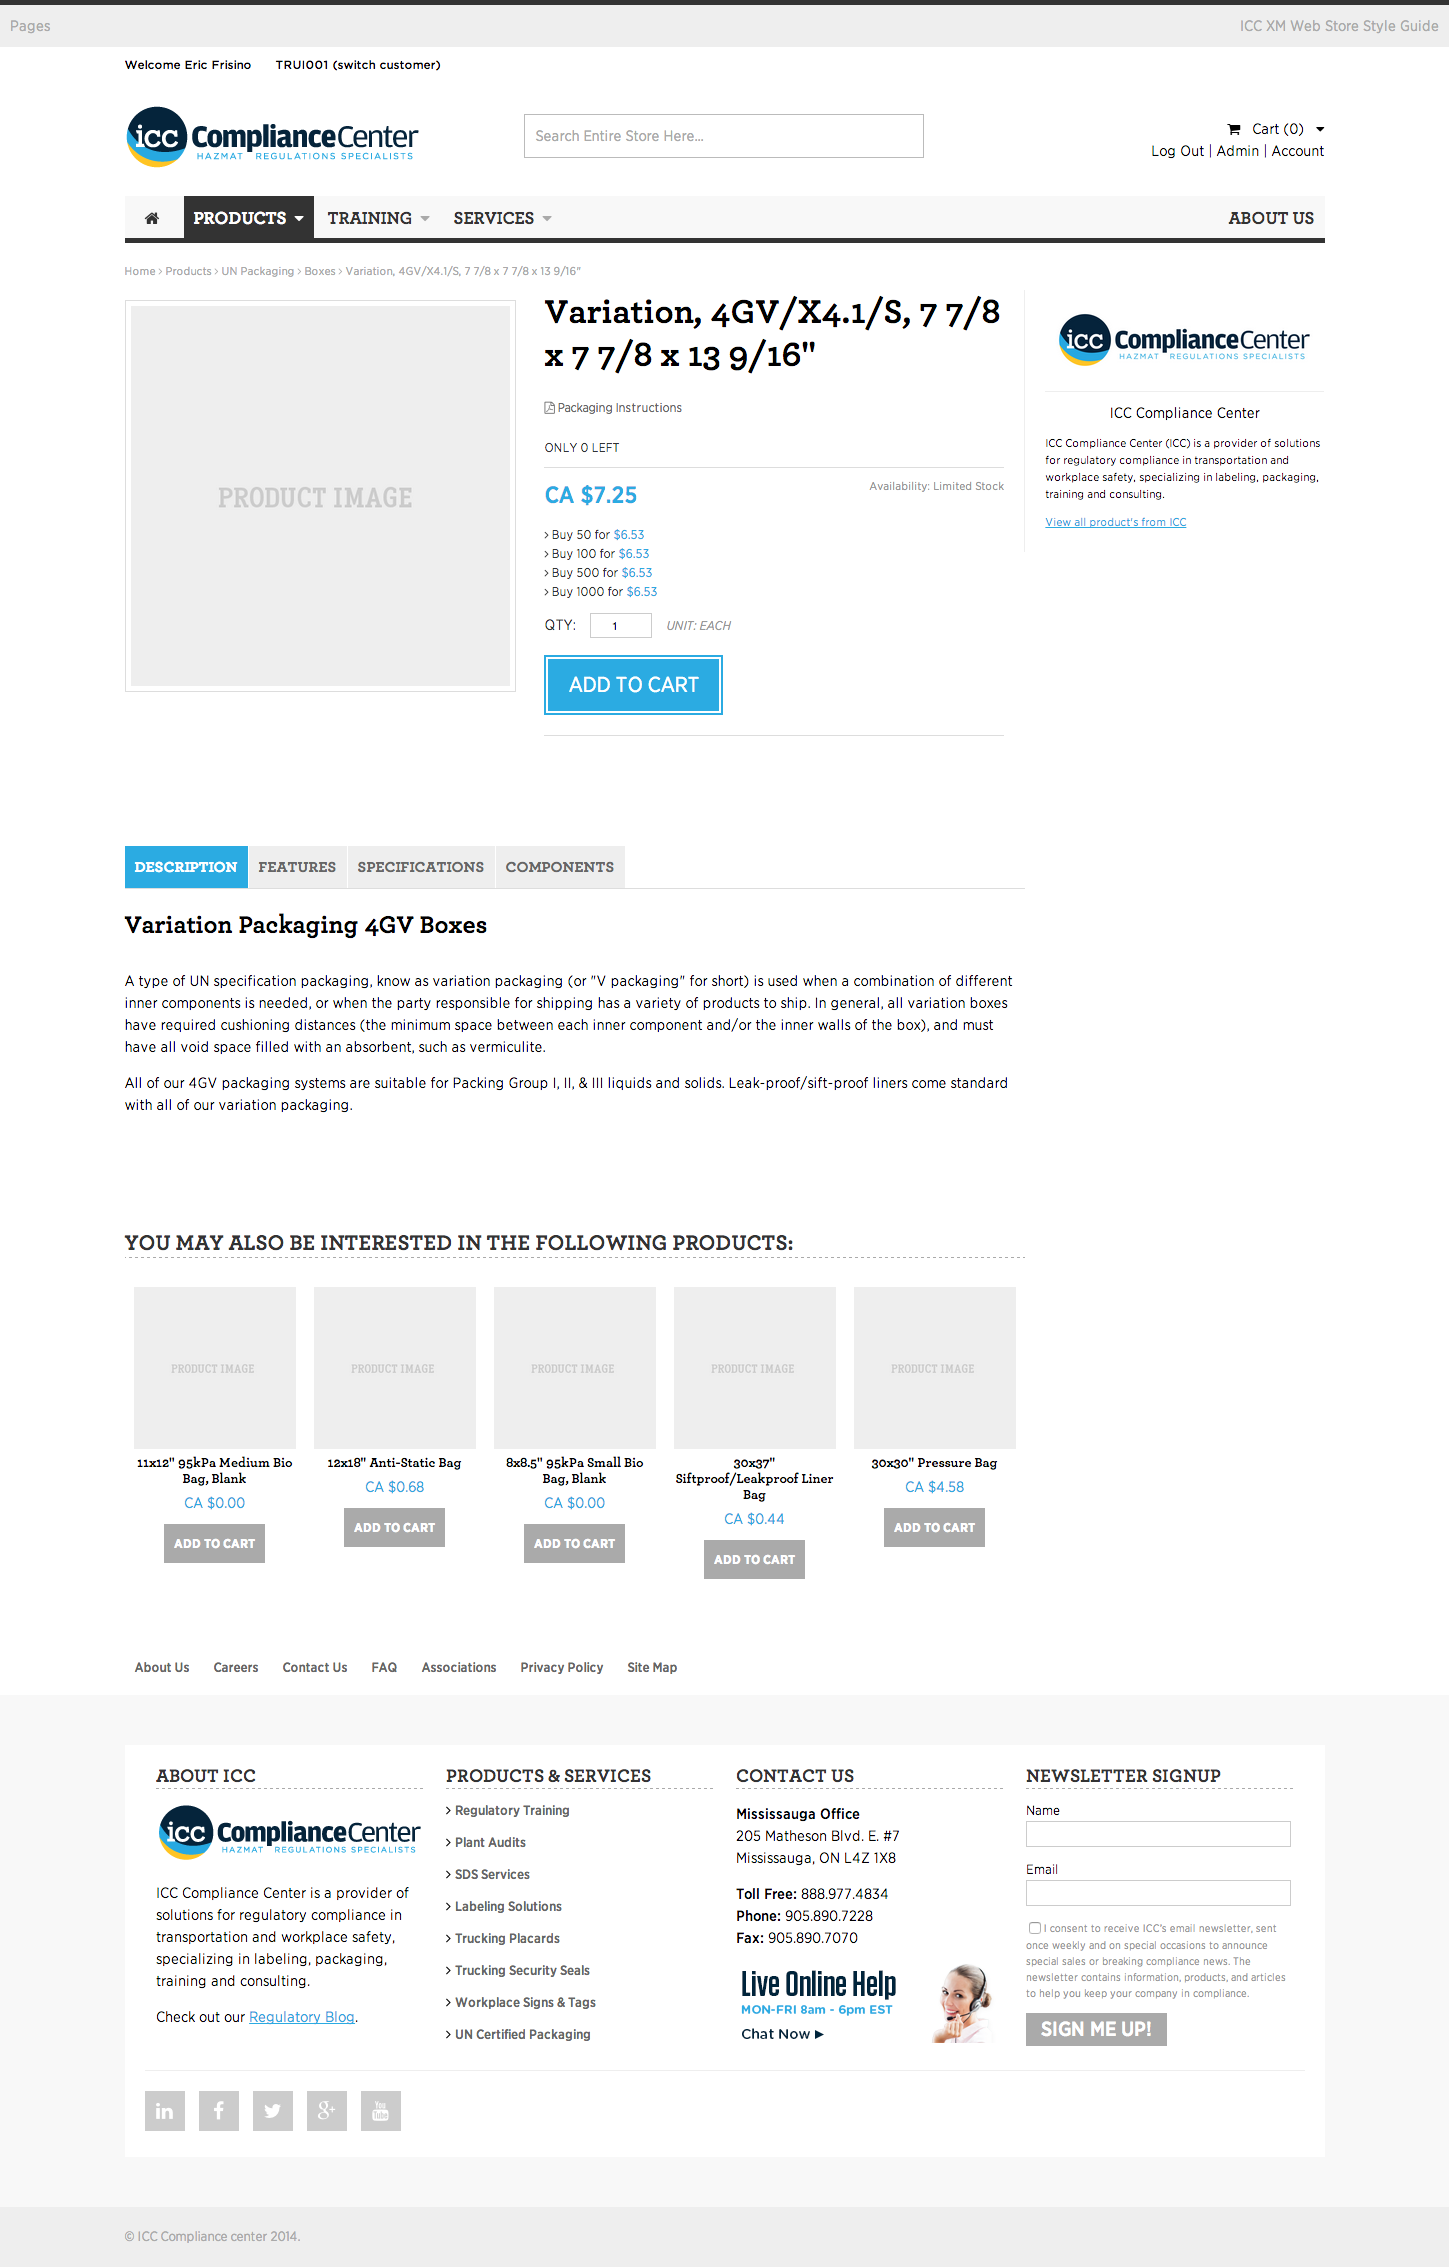 Pages
ICC XM Web Store Style Guide
Welcome Eric Frisino TRUI001 (switch customer)
icc ComplianceCenter
HAZMAT REGULATIONS SPECIALISTS
Search Entire Store Here...
Cart (0)
Log Out | Admin | Account
PRODUCTS TRAINING SERVICES ABOUT US
Home > Products > UN Packaging > Boxes > Variation, 4GV/X4.1/S, 7 7/8 x 7 7/8 x 13 9/16"
PRODUCT IMAGE
Variation, 4GV/X4.1/S, 7 7/8
x 7 7/8 x 13 9/16"
Packaging Instructions
ONLY 0 LEFT
CA $7.25
Availability: Limited Stock
> Buy 50 for $6.53
> Buy 100 for $6.53
> Buy 500 for $6.53
> Buy 1000 for $6.53
QTY: 1 UNIT: EACH
ADD TO CART
icc ComplianceCenter
HAZMAT REGULATIONS SPECIALISTS
ICC Compliance Center
ICC Compliance Center (ICC) is a provider of solutions
for regulatory compliance in transportation and
workplace safety, specializing in labeling, packaging,
training and consulting.
View all product's from ICC
DESCRIPTION FEATURES SPECIFICATIONS COMPONENTS
Variation Packaging 4GV Boxes
A type of UN specification packaging, know as variation packaging (or "V packaging" for short) is used when a combination of different
inner components is needed, or when the party responsible for shipping has a variety of products to ship. In general, all variation boxes
have required cushioning distances (the minimum space between each inner component and/or the inner walls of the box), and must
have all void space filled with an absorbent, such as vermiculite.
All of our 4GV packaging systems are suitable for Packing Group I, II, & III liquids and solids. Leak-proof/sift-proof liners come standard
with all of our variation packaging.
YOU MAY ALSO BE INTERESTED IN THE FOLLOWING PRODUCTS:
PRODUCT IMAGE
11x12" 95kPa Medium Bio
Bag, Blank
CA $0.00
ADD TO CART
PRODUCT IMAGE
12x18" Anti-Static Bag
CA $0.68
ADD TO CART
PRODUCT IMAGE
8x8.5" 95kPa Small Bio
Bag, Blank
CA $0.00
ADD TO CART
PRODUCT IMAGE
30x37"
Siftproof/Leakproof Liner
Bag
CA $0.44
ADD TO CART
PRODUCT IMAGE
30x30" Pressure Bag
CA $4.58
ADD TO CART
About Us Careers Contact Us FAQ Associations Privacy Policy Site Map
ABOUT ICC
icc ComplianceCenter
HAZMAT REGULATIONS SPECIALISTS
ICC Compliance Center is a provider of
solutions for regulatory compliance in
transportation and workplace safety,
specializing in labeling, packaging,
training and consulting.
Check out our Regulatory Blog.
PRODUCTS & SERVICES
> Regulatory Training
> Plant Audits
> SDS Services
> Labeling Solutions
> Trucking Placards
> Trucking Security Seals
> Workplace Signs & Tags
> UN Certified Packaging
CONTACT US
Mississauga Office
205 Matheson Blvd. E. #7
Mississauga, ON L4Z 1X8
Toll Free: 888.977.4834
Phone: 905.890.7228
Fax: 905.890.7070
Live Online Help
MON-FRI 8am - 6pm EST
Chat Now
NEWSLETTER SIGNUP
Name
Email
I consent to receive ICC's email newsletter, sent
once weekly and on special occasions to announce
special sales or breaking compliance news. The
newsletter contains information, products, and articles
to help you keep your company in compliance.
SIGN ME UP!
in f g+ You Tube
© ICC Compliance center 2014.